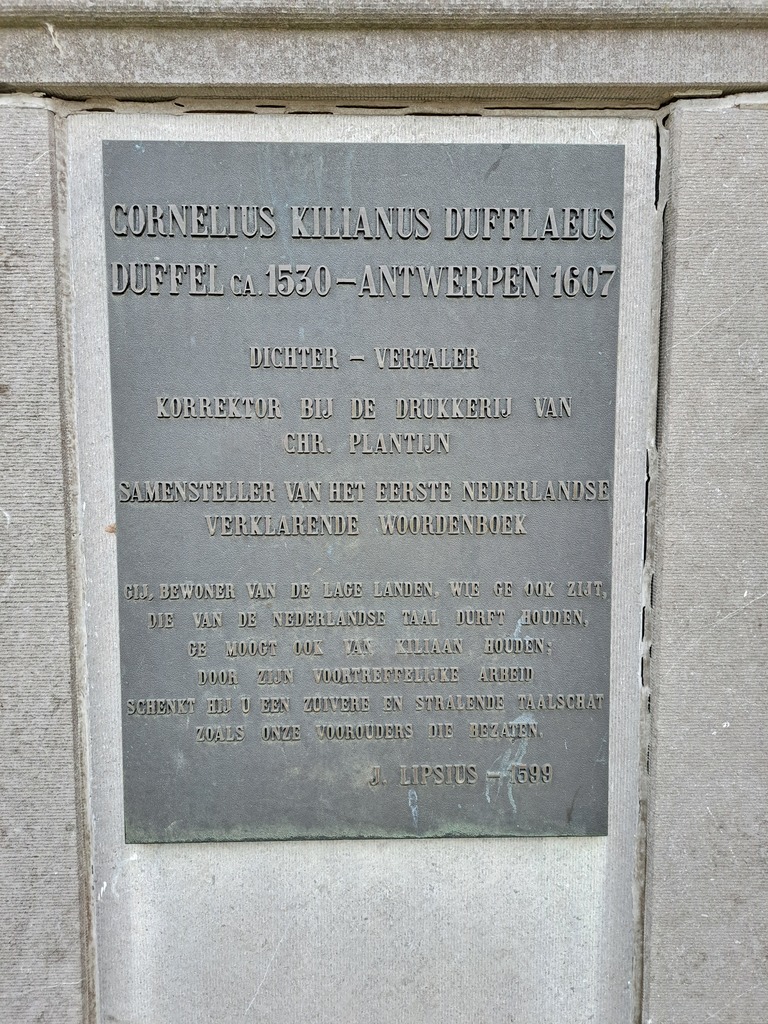 CORNELIUS KILIANUS DUFFLAEUS
DUFFEL CA. 1530 – ANTWERPEN 1607
DICHTER – VERTALER
KORREKTOR BIJ DE DRUKKERIJ VAN
CHR. PLANTIJN
SAMENSTELLER VAN HET EERSTE NEDERLANDSE
VERKLARENDE WOORDENBOEK
GIJ, BEWONER VAN DE LAGE LANDEN, WIE GE OOK ZIJT,
DIE VAN DE NEDERLANDSE TAAL DURFT HOUDEN,
GE MOOGT OOK VAN KILIAAN HOUDEN;
DOOR ZIJN VOORTREFFELIJKE ARBEID
SCHENKT HIJ U EEN ZUIVERE EN STRALENDE TAALSCHAT
ZOALS ONZE VOOROUDERS DIE BEZATEN.
J. LIPSIUS – 1599